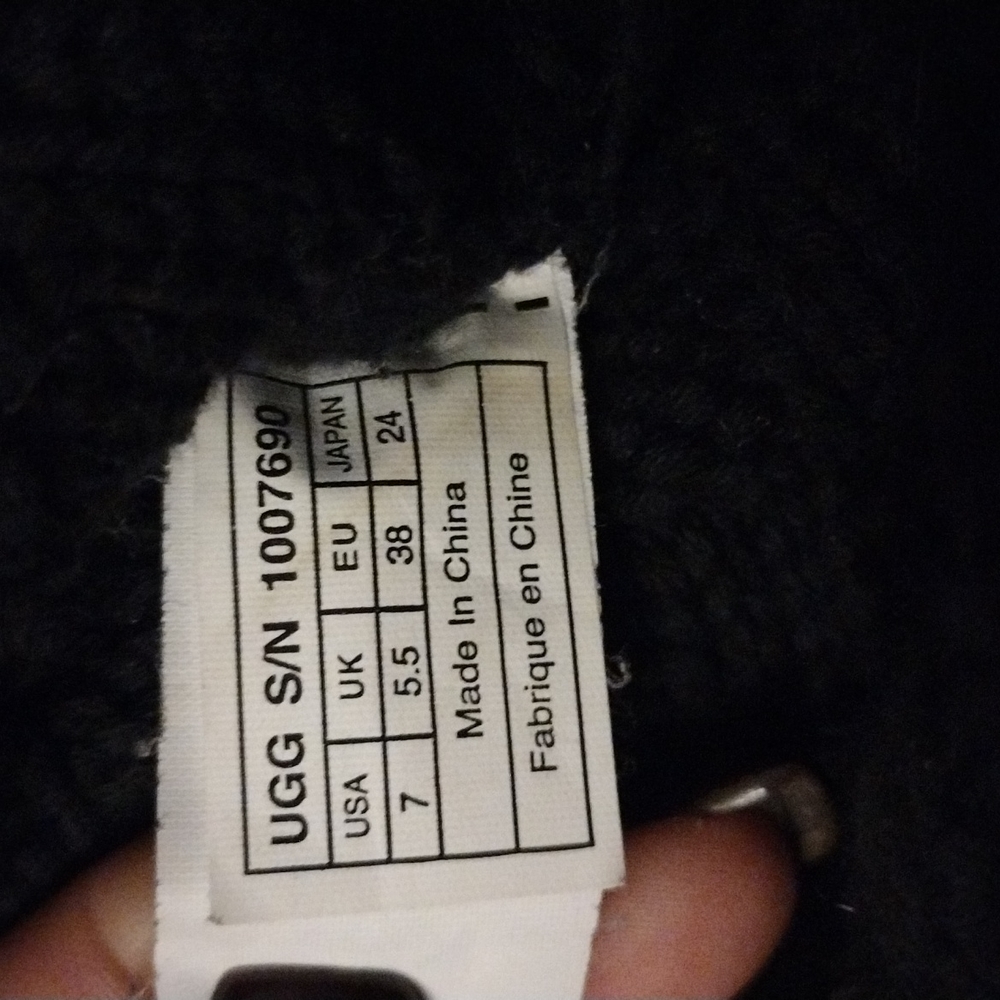 UGG S/N 1007690
USA UK EU JAPAN
7 5.5 38 24
Made In China
Fabrique en Chine